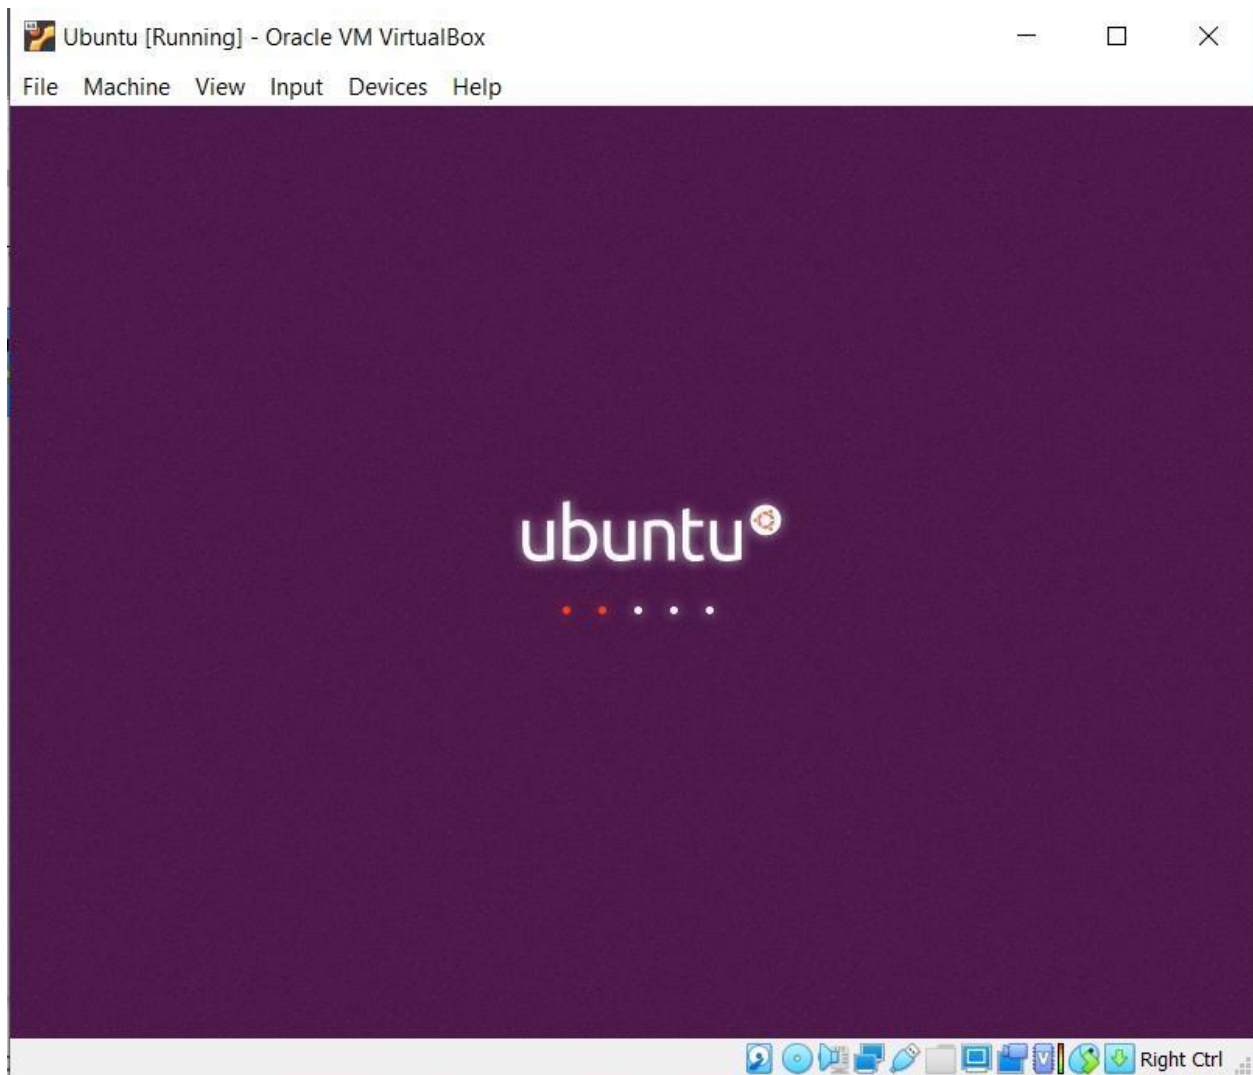 Ubuntu [Running] - Oracle VM VirtualBox
File Machine View Input Devices Help
ubuntu
Right Ctrl